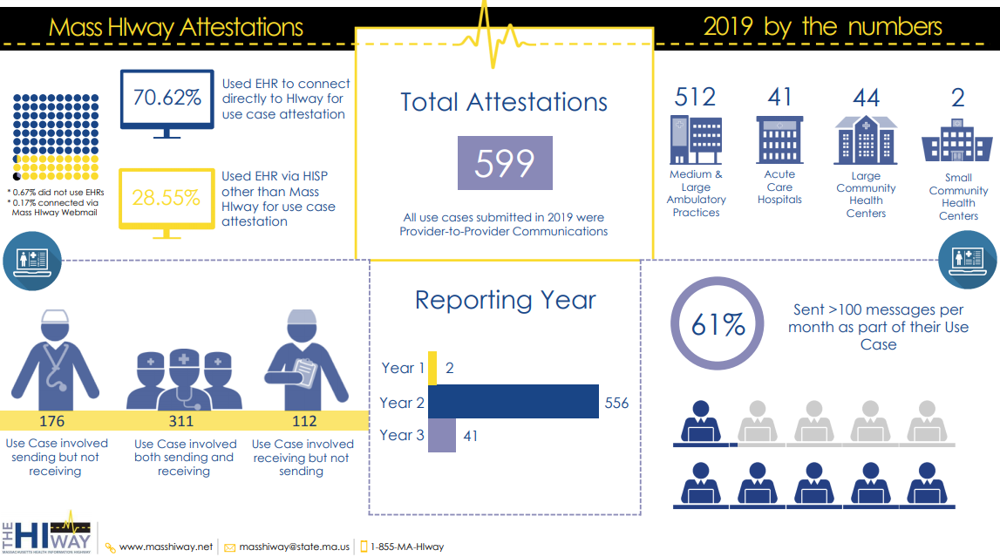 Mass HIway Attestations
2019 by the numbers
70.62%
Used EHR to connect
directly to HIway for
use case attestation
28.55%
Used EHR via HISP
other than Mass
HIway for use case
attestation
* 0.67% did not use EHRs
* 0.17% connected via
Mass HIway Webmail
Total Attestations
599
All use cases submitted in 2019 were
Provider-to-Provider Communications
512
Medium &
Large
Ambulatory
Practices
41
Acute
Care
Hospitals
44
Large
Community
Health
Centers
2
Small
Community
Health
Centers
176
Use Case involved
sending but not
receiving
311
Use Case involved
both sending and
receiving
112
Use Case involved
receiving but not
sending
Reporting Year
Year 1 2
Year 2 556
Year 3 41
61%
Sent >100 messages per
month as part of their Use
Case
THE HIWAY
MASSACHUSETTS HEALTH INFORMATION HIGHWAY
www.masshiway.net
masshiway@state.ma.us
1-855-MA-HIway